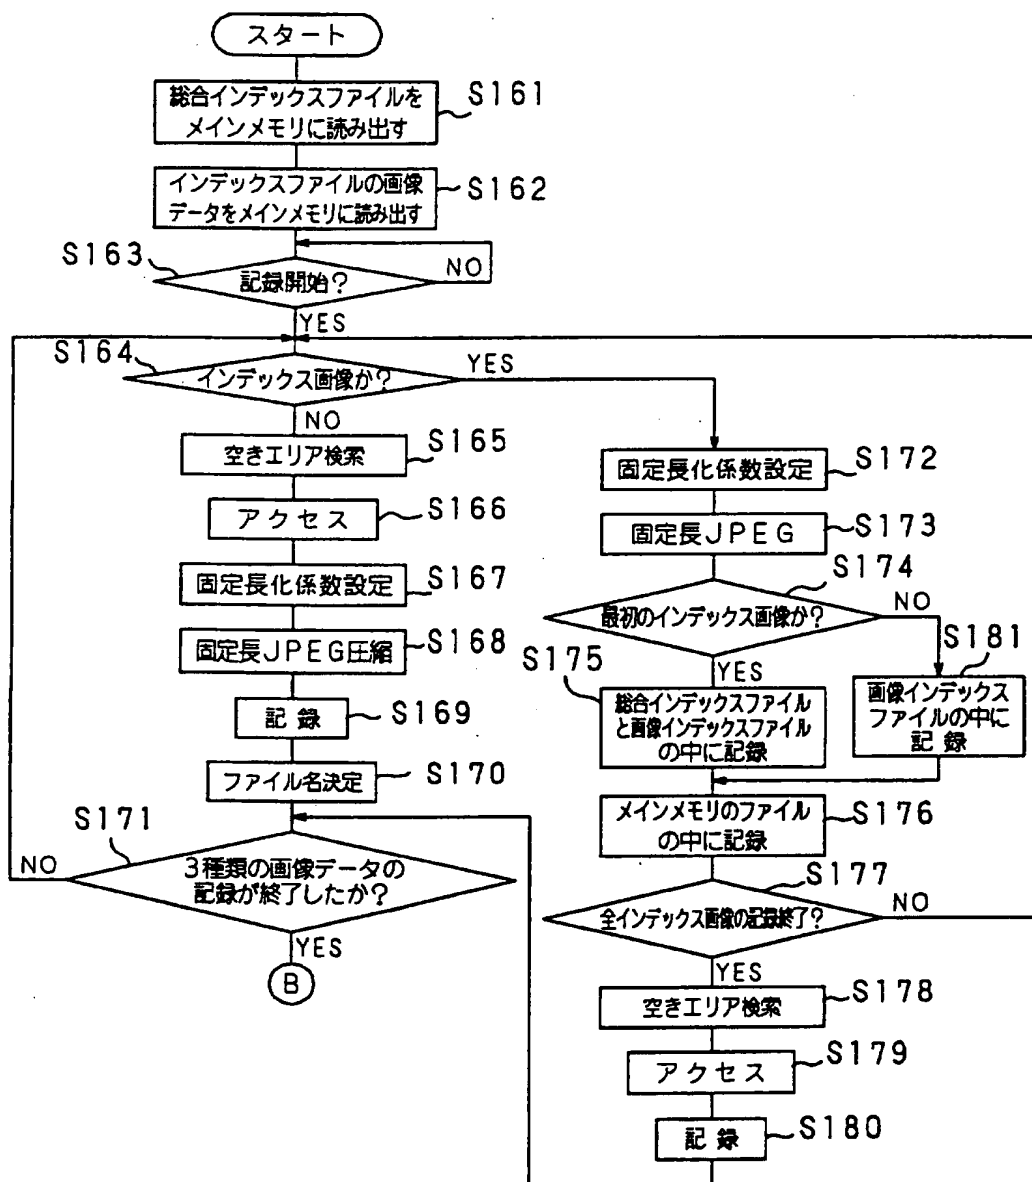 スタート
総合インデックスファイルを
メインメモリに読み出す
S161
インデックスファイルの画像
データをメインメモリに読み出す
S162
S163
記録開始?
NO
YES
S164
インデックス画像か?
YES
NO
空きエリア検索
S165
アクセス
S166
固定長化係数設定
S167
固定長JPEG圧縮
S168
記録
S169
ファイル名決定
S170
S171
3種類の画像データの
記録が終了したか?
NO
YES
B
固定長化係数設定
S172
固定長JPEG
S173
S174
最初のインデックス画像か?
NO
YES
S175
総合インデックスファイル
と画像インデックスファイル
の中に記録
S181
画像インデックス
ファイルの中に
記録
メインメモリのファイル
の中に記録
S176
S177
全インデックス画像の記録終了?
NO
YES
空きエリア検索
S178
アクセス
S179
記録
S180